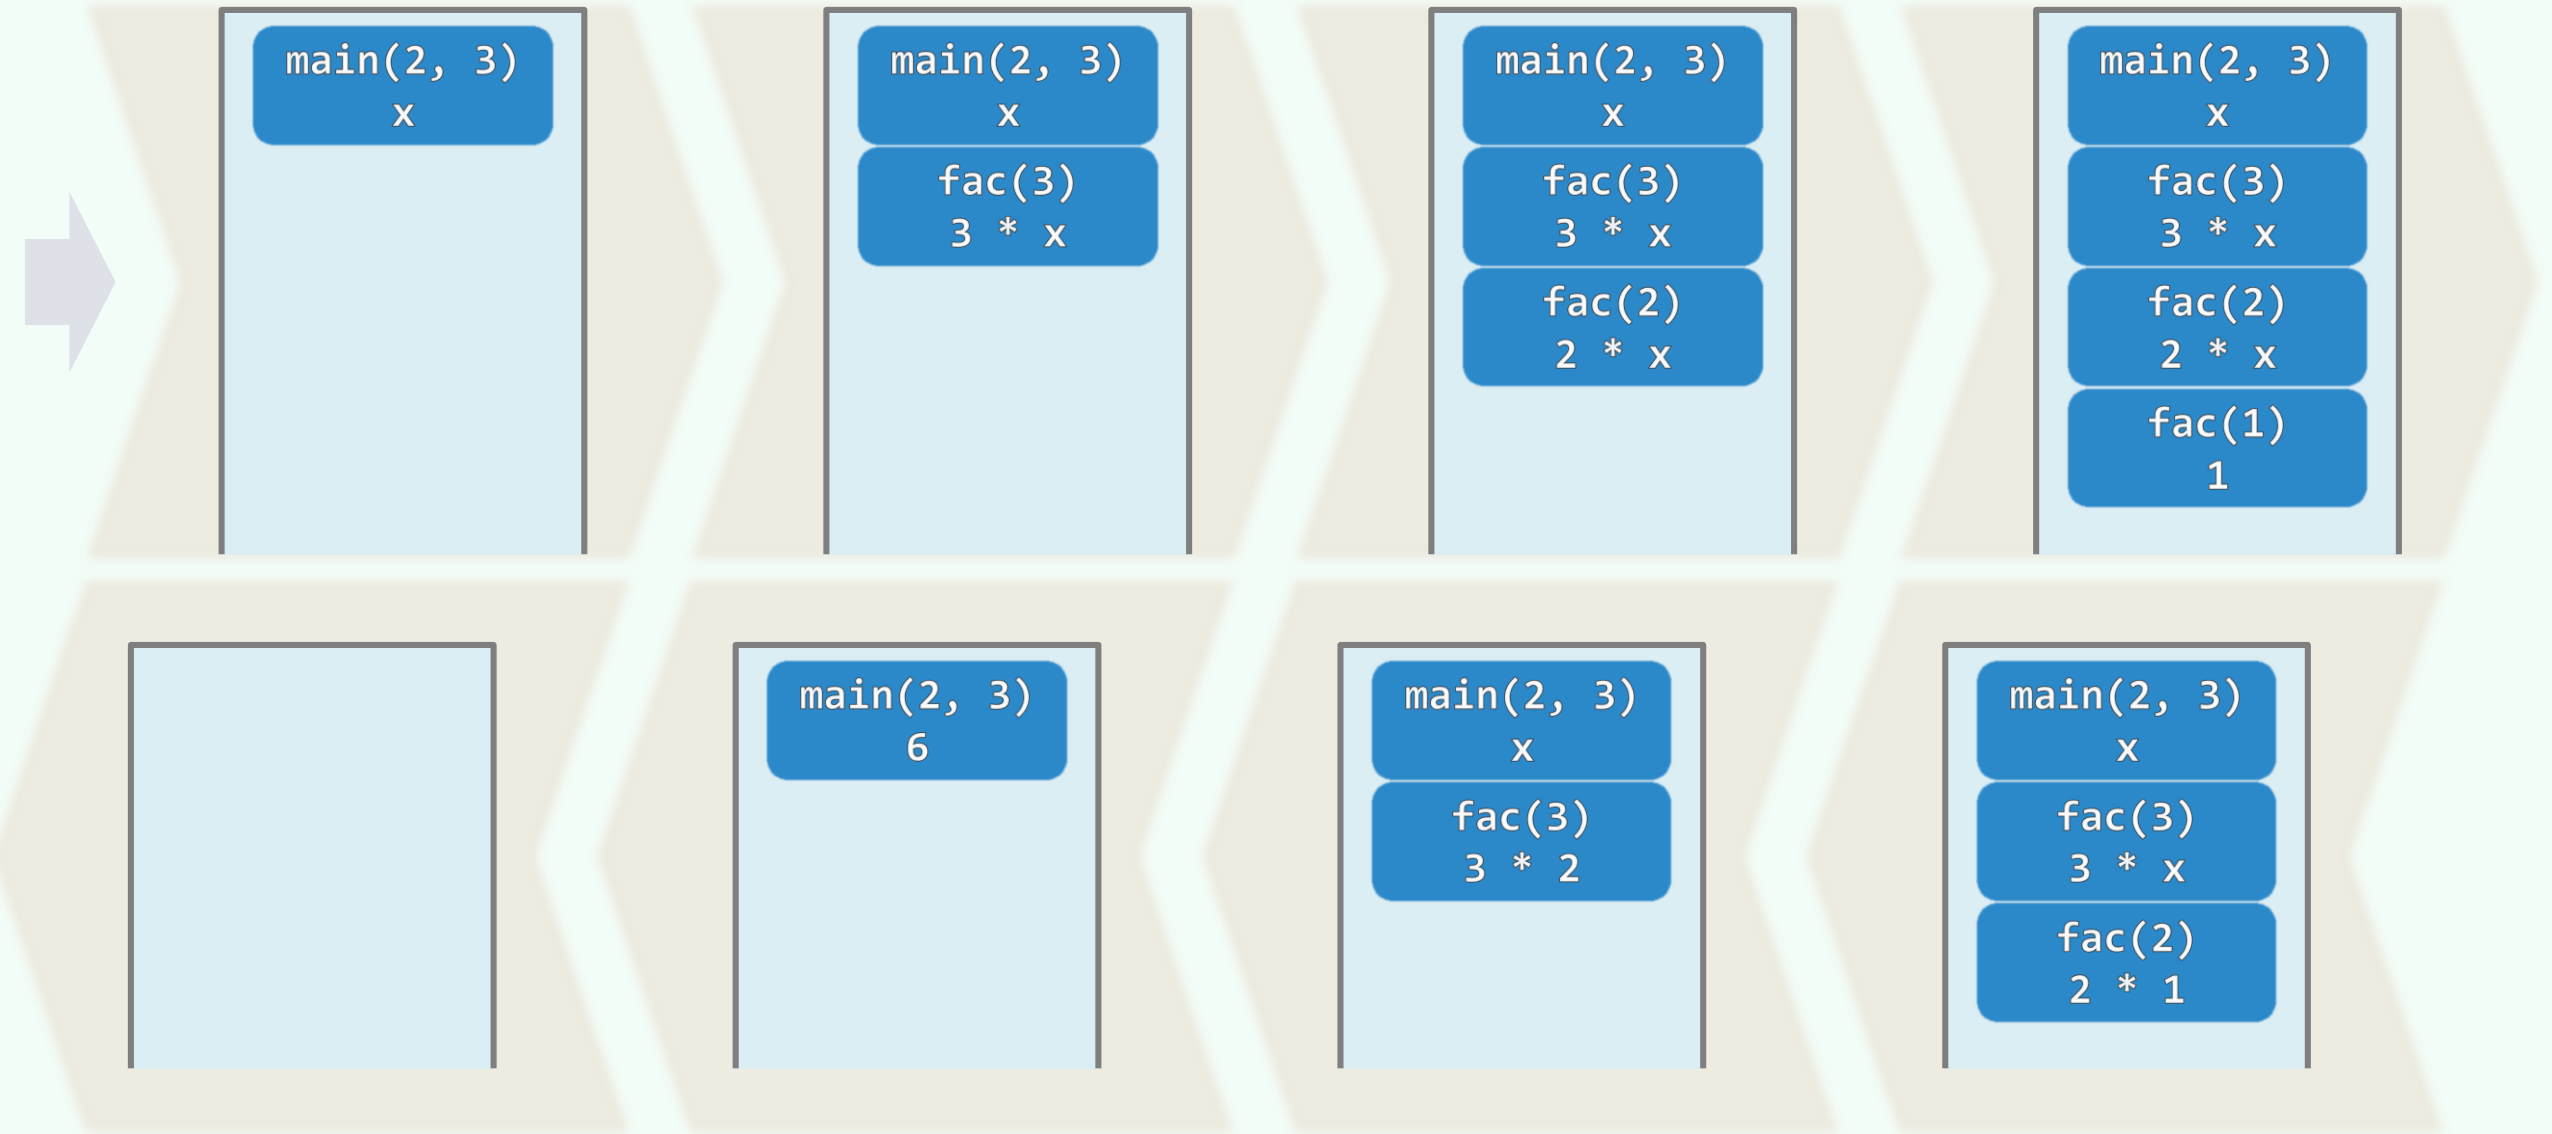 main(2, 3)
x
main(2, 3)
x
fac(3)
3 * x
main(2, 3)
x
fac(3)
3 * x
fac(2)
2 * x
main(2, 3)
x
fac(3)
3 * x
fac(2)
2 * x
fac(1)
1
main(2, 3)
x
fac(3)
3 * x
fac(2)
2 * 1
main(2, 3)
x
fac(3)
3 * 2
main(2, 3)
6